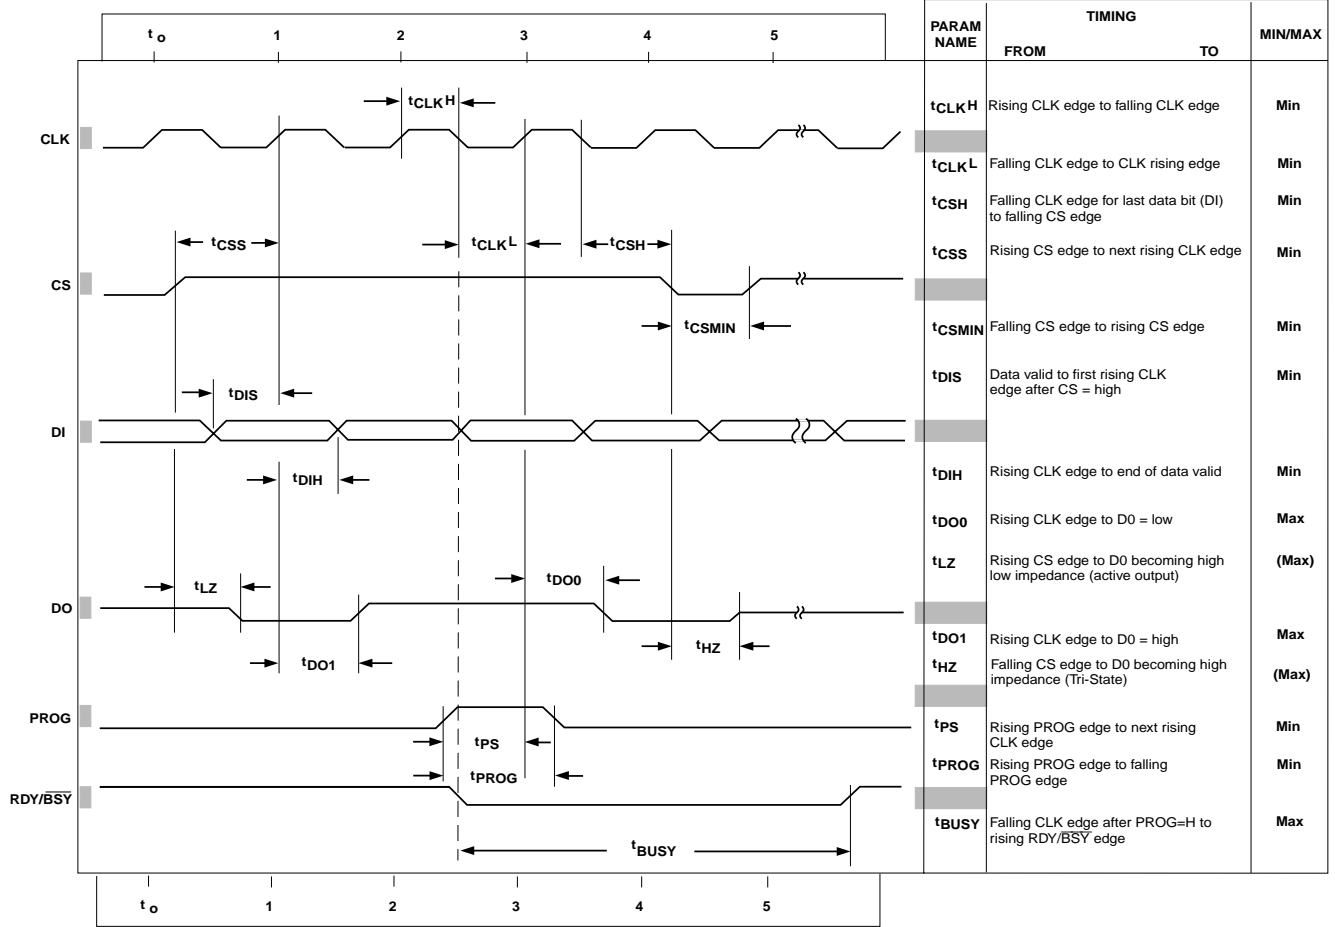 to 1 2 3 4 5
PARAM NAME
TIMING
FROM TO
MIN/MAX
tCLKH
CLK
tCSS
tCLKL
tCSH
CS
tCSMIN
tDIS
DI
tDIH
tLZ
tDO0
DO
tDO1
tHZ
PROG
tPS
tPROG
RDY/BSY
tBUSY
to 1 2 3 4 5
tCLKH Rising CLK edge to falling CLK edge Min
tCLKL Falling CLK edge to CLK rising edge Min
tCSH Falling CLK edge for last data bit (DI) Min
to falling CS edge
tCSS Rising CS edge to next rising CLK edge Min
tCSMIN Falling CS edge to rising CS edge Min
tDIS Data valid to first rising CLK Min
edge after CS = high
tDIH Rising CLK edge to end of data valid Min
tDO0 Rising CLK edge to D0 = low Max
tLZ Rising CS edge to D0 becoming high (Max)
low impedance (active output)
tDO1 Rising CLK edge to D0 = high Max
tHZ Falling CS edge to D0 becoming high (Max)
impedance (Tri-State)
tPS Rising PROG edge to next rising Min
CLK edge
tPROG Rising PROG edge to falling Min
PROG edge
tBUSY Falling CLK edge after PROG=H to Max
rising RDY/BSY edge